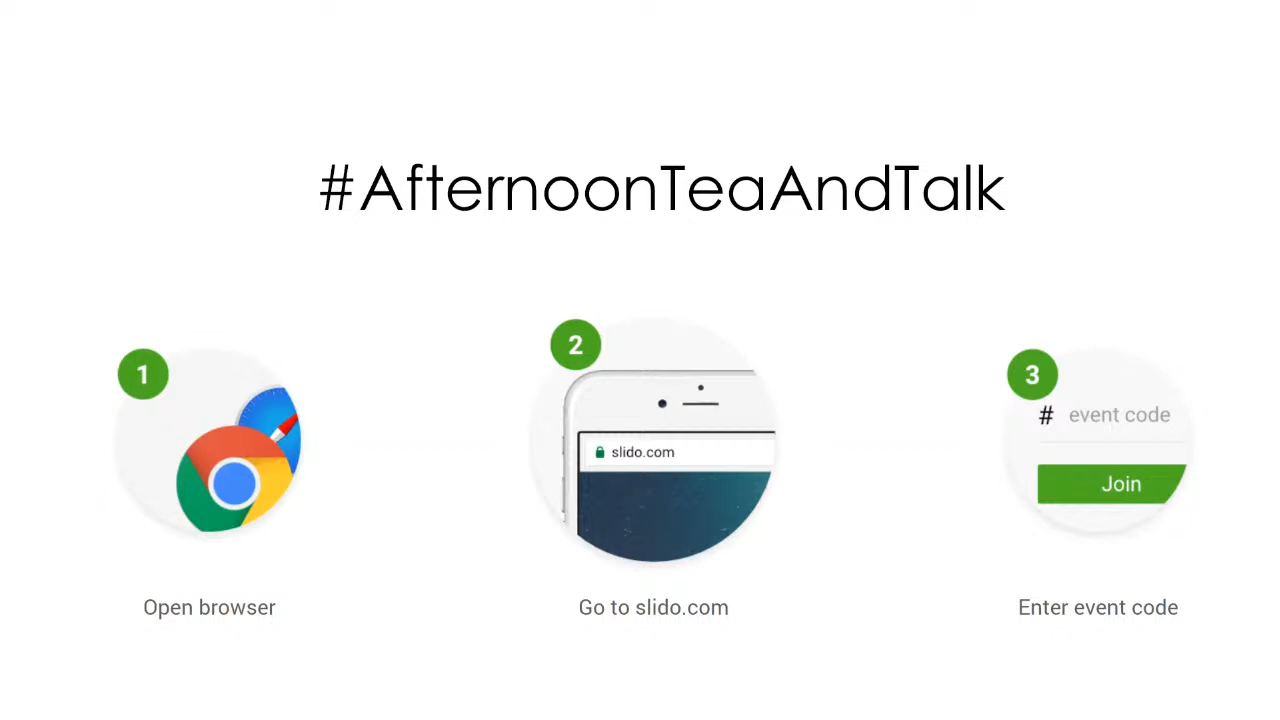 #AfternoonTeaAndTalk
1
2
3
# event code
slido.com
Join
Open browser
Go to slido.com
Enter event code